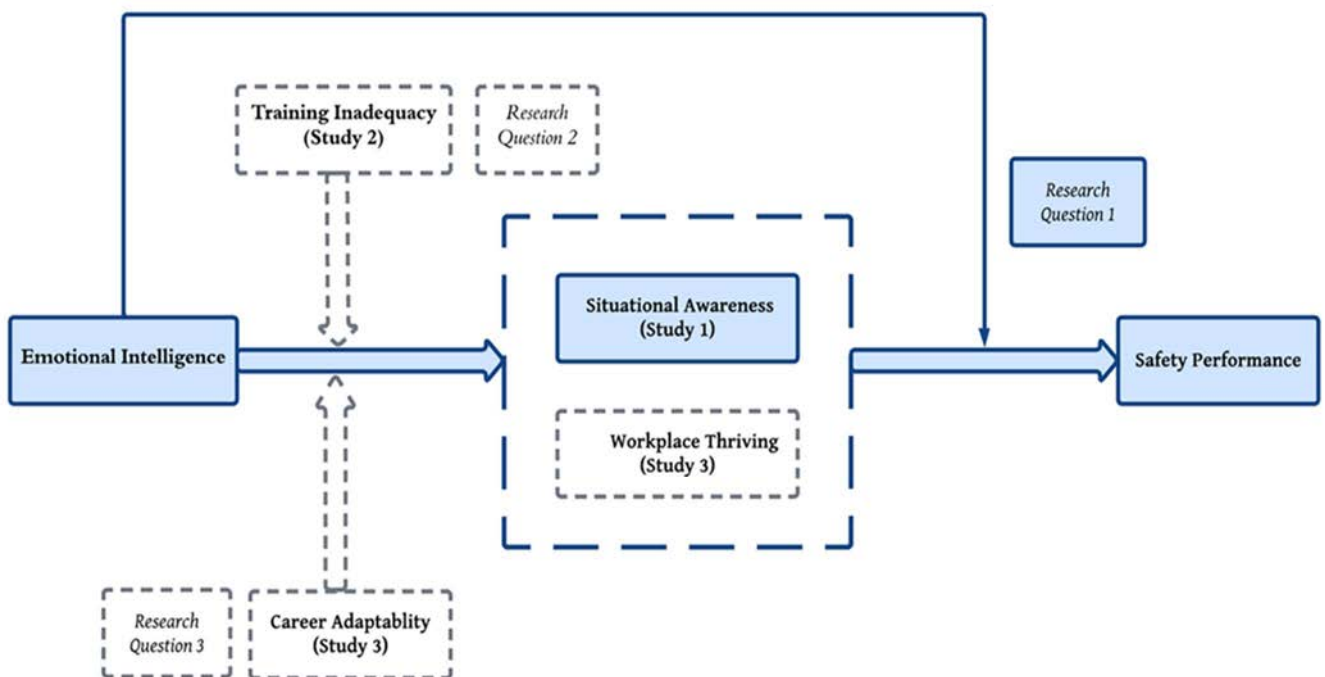 Training Inadequacy
(Study 2)
Research
Question 2
Research
Question 1
Situational Awareness
(Study 1)
Emotional Intelligence
Safety Performance
Workplace Thriving
(Study 3)
Research
Question 3
Career Adaptablity
(Study 3)